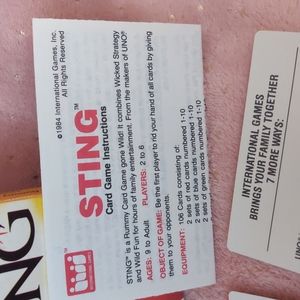 ©1984 International Games, Inc.
All Rights Reserved
STING™
Card Game Instructions
STING™ is a Rummy Card Game gone Wild! It combines Wicked Strategy
and Wild Fun for hours of family entertainment. From the makers of UNO®
AGES: 9 to Adult PLAYERS: 2 to 6
OBJECT OF GAME: Be the first player to rid your hand of all cards by giving
them to your opponents.
EQUIPMENT: 106 Cards consisting of:
2 sets of red cards numbered 1-10
2 sets of blue cards numbered 1-10
2 sets of green cards numbered 1-10
INTERNATIONAL GAMES
BRINGS YOUR FAMILY TOGETHER
7 MORE WAYS:
UNO
NG